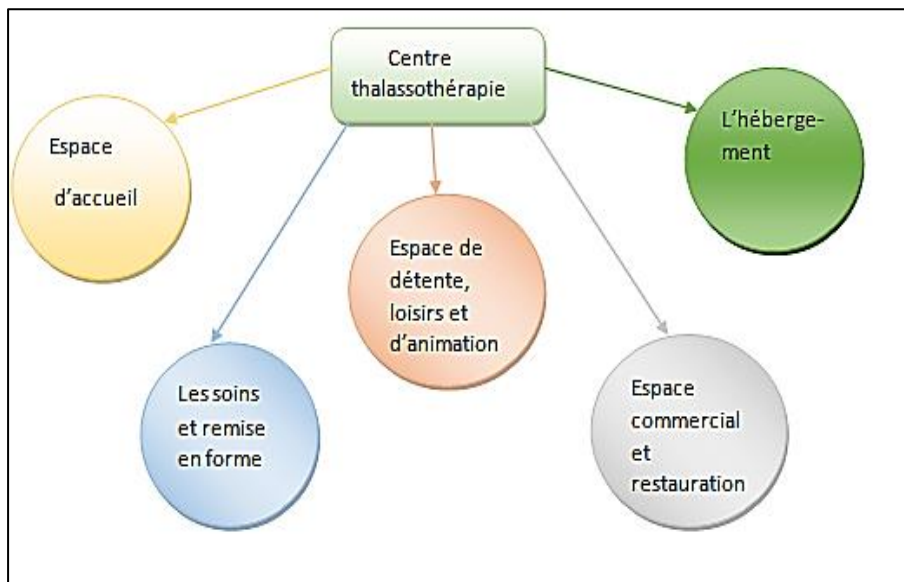 Centre
thalassothérapie
Espace
d'accueil
L'héberge-
ment
Espace de
détente,
loisirs et
d'animation
Les soins
et remise
en forme
Espace
commercial
et
restauration